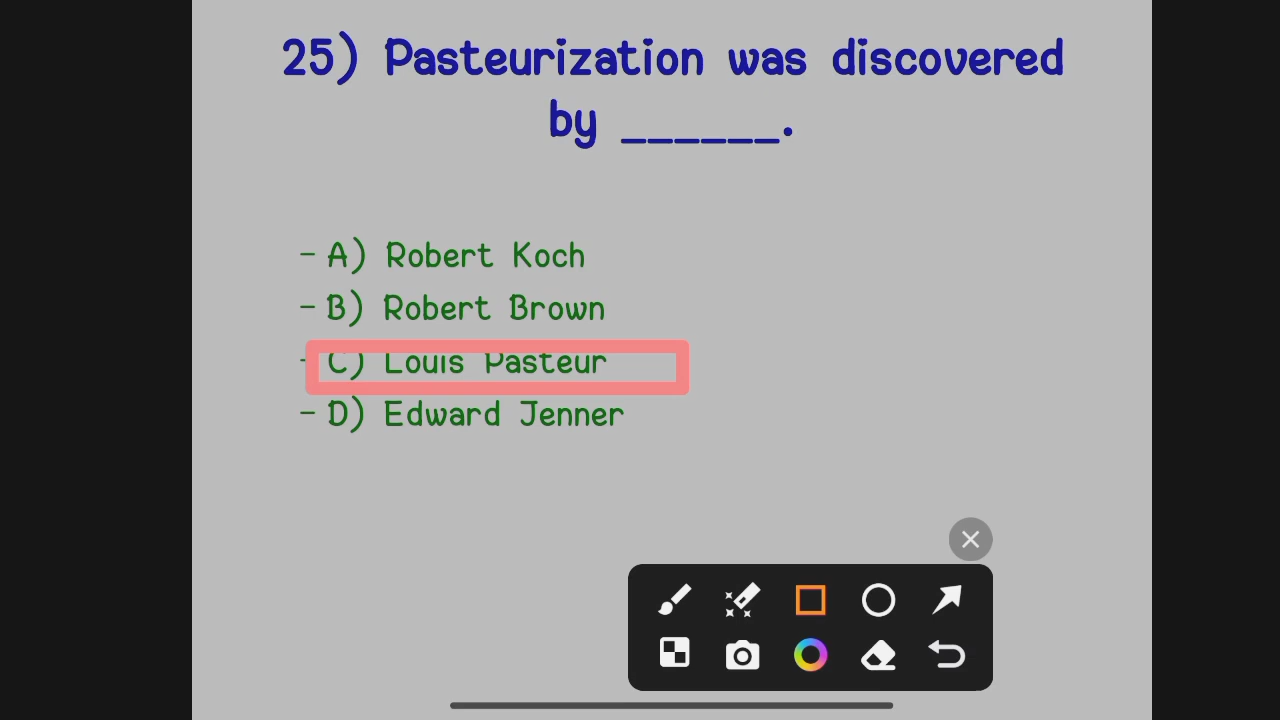 25) Pasteurization was discovered
by ______.
- A) Robert Koch
- B) Robert Brown
- C) Louis Pasteur
- D) Edward Jenner